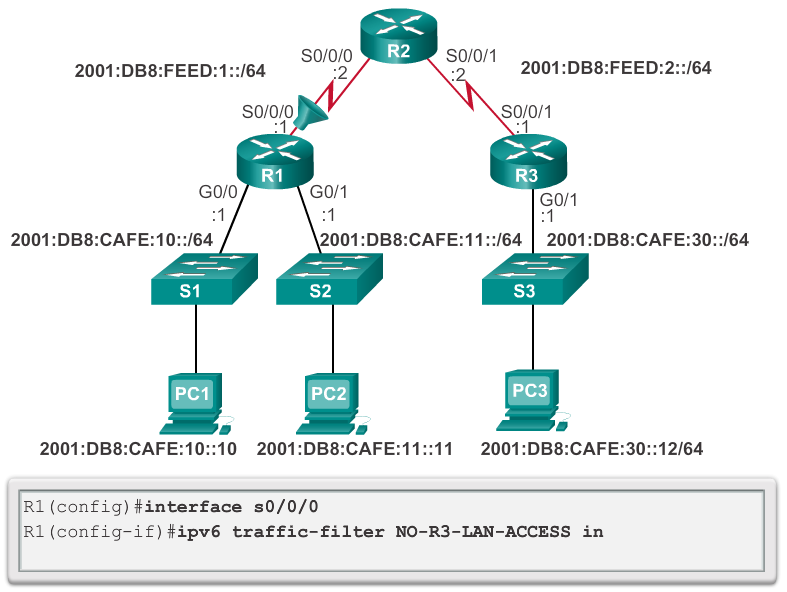 R2
S0/0/0
:2
S0/0/1
:2
2001:DB8:FEED:1::/64
2001:DB8:FEED:2::/64
S0/0/0
:1
S0/0/1
:1
R1
R3
G0/0
:1
G0/1
:1
G0/1
:1
2001:DB8:CAFE:10::/64
2001:DB8:CAFE:11::/64
2001:DB8:CAFE:30::/64
S1
S2
S3
PC1
PC2
PC3
2001:DB8:CAFE:10::10
2001:DB8:CAFE:11::11
2001:DB8:CAFE:30::12/64
R1(config)#interface s0/0/0
R1(config-if)#ipv6 traffic-filter NO-R3-LAN-ACCESS in